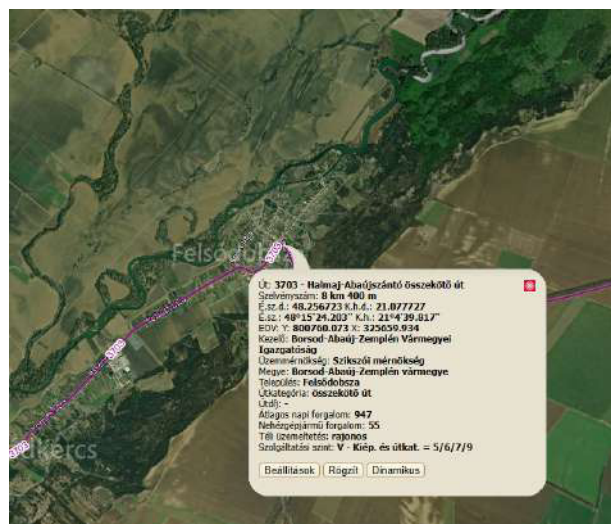 Felsődob
3703
Út: 3703 - Halmaj-Abaújszántó összekötő út
Szelvényszám: 8 km 400 m
É.sz.d.: 48.256723 K.h.d.: 21.077727
É.sz.: 48°15'24.203" K.h.: 21°4'39.817"
EOV: Y: 800760.073 X: 325659.934
Kezelő: Borsod-Abaúj-Zemplén Vármegyei
Igazgatóság
Üzemmérnökség: Szikszói mérnökség
Megye: Borsod-Abaúj-Zemplén vármegye
Település: Felsődobsza
Útkategória: összekötő út
Útdíj: -
Átlagos napi forgalom: 947
Nehézgépjármű forgalom: 55
Téli üzemeltetés: rajonos
Szolgáltatási szint: V - Kiép. és útkat. = 5/6/7/9
Beállítások Rögzít Dinamikus
3703
3703
dkércs